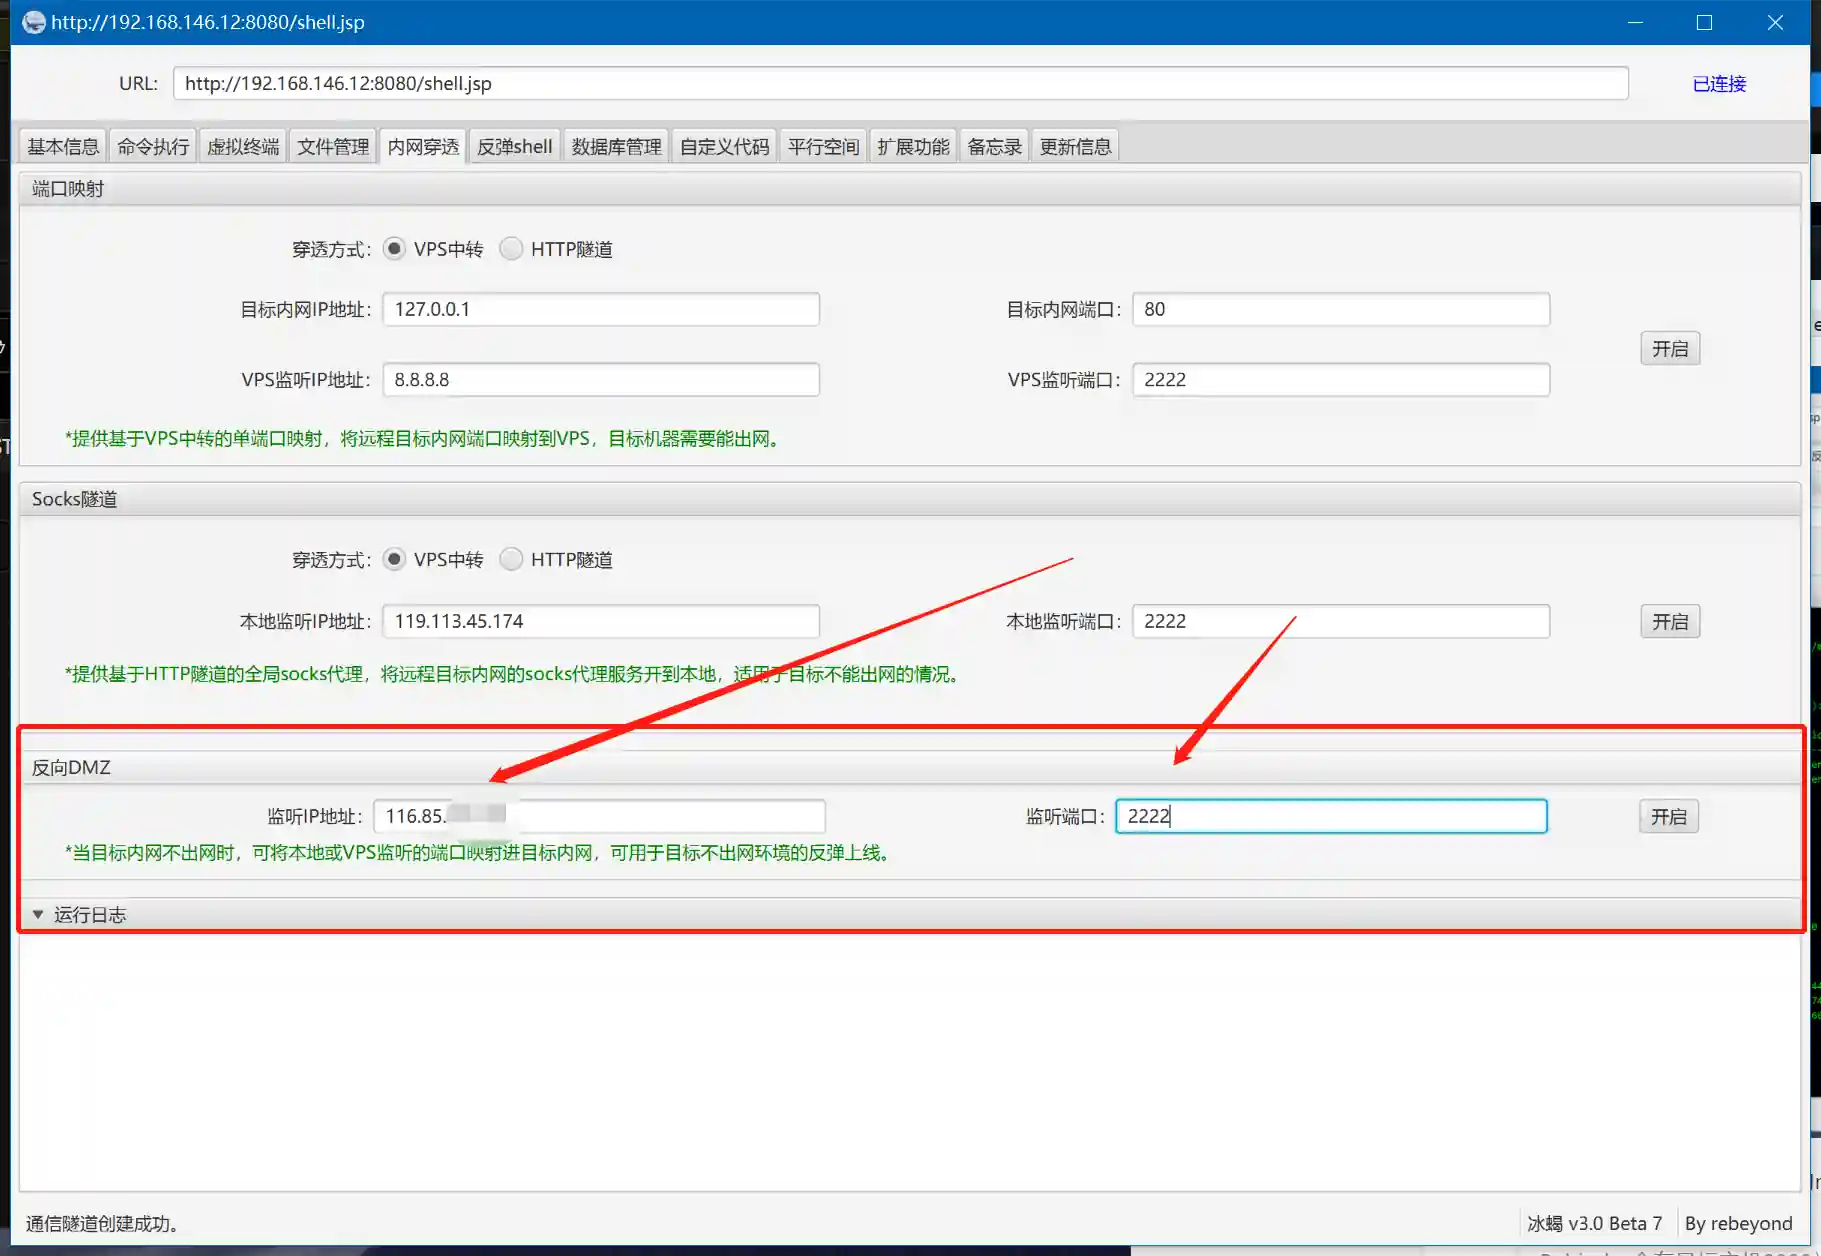 http://192.168.146.12:8080/shell.jsp
URL: http://192.168.146.12:8080/shell.jsp 已连接
基本信息 命令执行 虚拟终端 文件管理 内网穿透 反弹shell 数据库管理 自定义代码 平行空间 扩展功能 备忘录 更新信息
端口映射
穿透方式: VPS中转 HTTP隧道
目标内网IP地址: 127.0.0.1 目标内网端口: 80
开启
VPS监听IP地址: 8.8.8.8 VPS监听端口: 2222
*提供基于VPS中转的单端口映射，将远程目标内网端口映射到VPS，目标机器需要能出网。
Socks隧道
穿透方式: VPS中转 HTTP隧道
本地监听IP地址: 119.113.45.174 本地监听端口: 2222 开启
*提供基于HTTP隧道的全局socks代理，将远程目标内网的socks代理服务开到本地，适用于目标不能出网的情况。
反向DMZ
监听IP地址: 116.85. 监听端口: 2222 开启
*当目标内网不出网时，可将本地或VPS监听的端口映射进目标内网，可用于目标不出网环境的反弹上线。
运行日志
通信隧道创建成功。 冰蝎 v3.0 Beta 7 By rebeyond